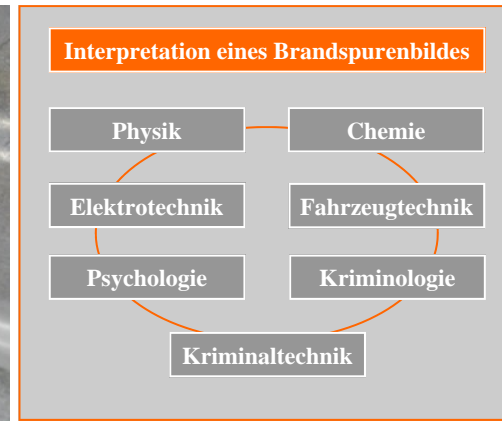 Interpretation eines Brandspurenbildes
Physik
Chemie
Elektrotechnik
Fahrzeugtechnik
Psychologie
Kriminologie
Kriminaltechnik